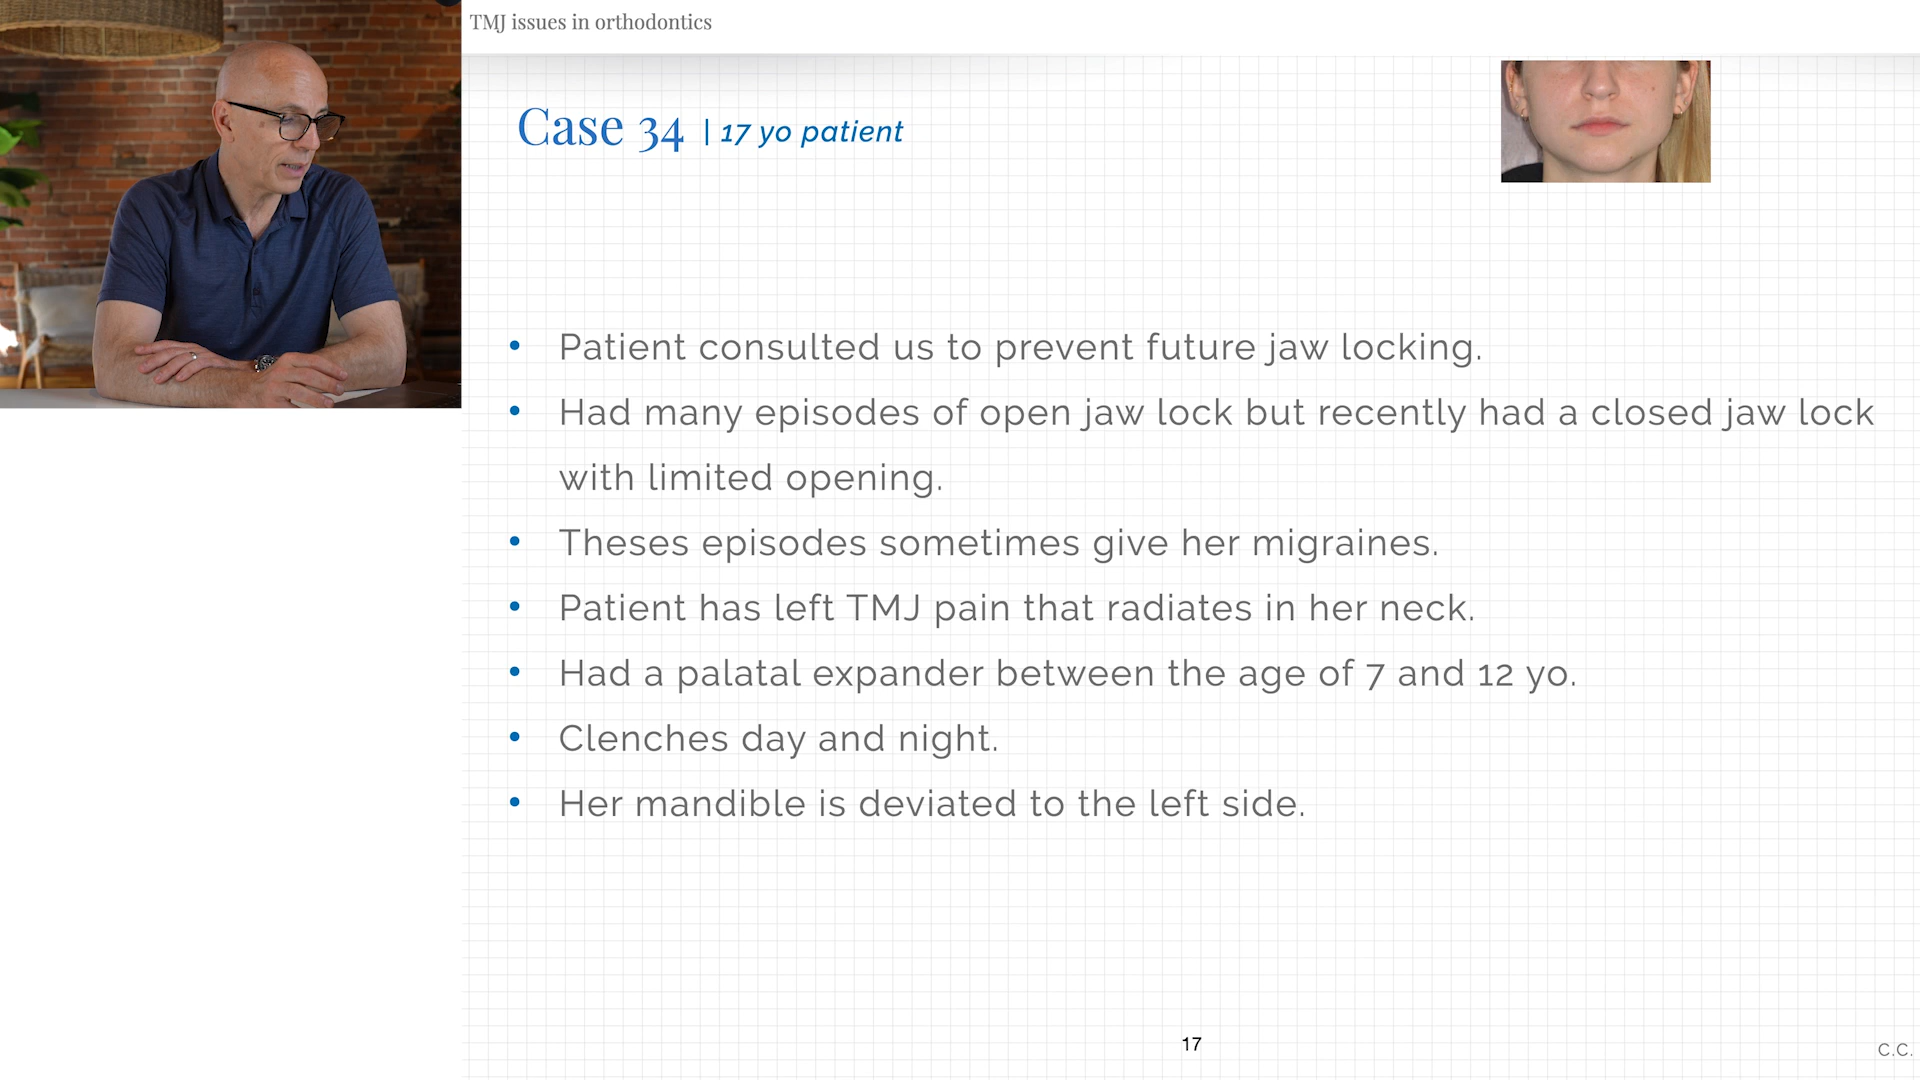 TMJ issues in orthodontics
Case 34 | 17 yo patient
• Patient consulted us to prevent future jaw locking.
• Had many episodes of open jaw lock but recently had a closed jaw lock
with limited opening.
• Theses episodes sometimes give her migraines.
• Patient has left TMJ pain that radiates in her neck.
• Had a palatal expander between the age of 7 and 12 yo.
• Clenches day and night.
• Her mandible is deviated to the left side.
17
C.C.